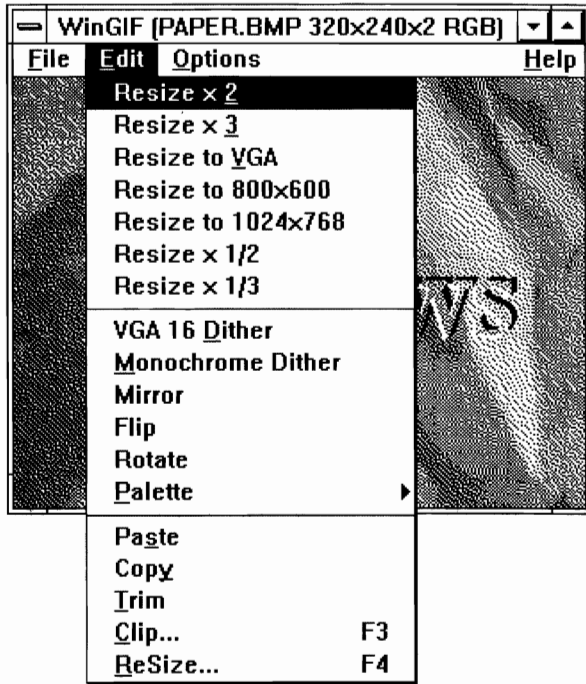 WinGIF (PAPER.BMP 320x240x2 RGB)
File Edit Options Help
Resize × 2
Resize × 3
Resize to VGA
Resize to 800x600
Resize to 1024x768
Resize × 1/2
Resize × 1/3
WS
VGA 16 Dither
Monochrome Dither
Mirror
Flip
Rotate
Palette
Paste
Copy
Trim
Clip... F3
ReSize... F4